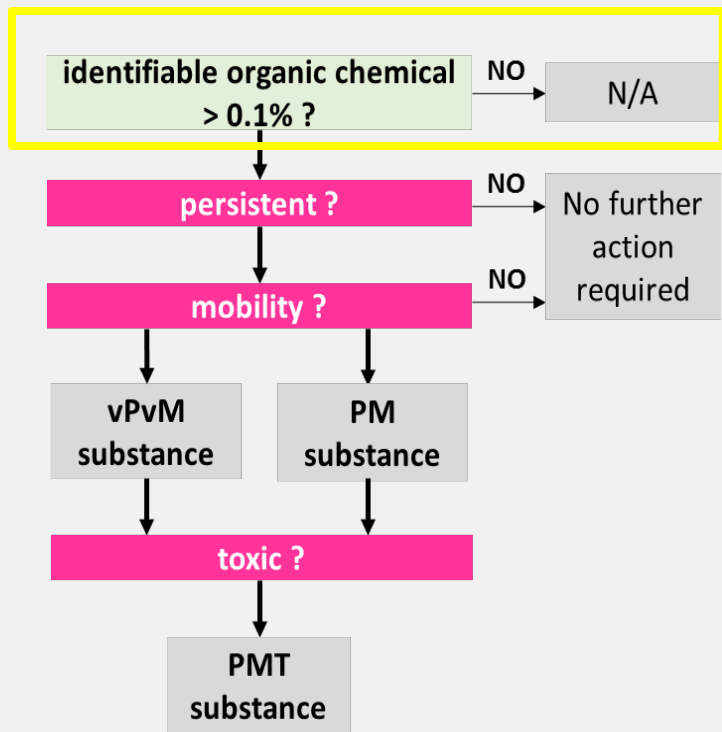 identifiable organic chemical
> 0.1% ?
NO
N/A
persistent ?
NO
No further
action
required
mobility ?
NO
vPvM
substance
PM
substance
toxic ?
PMT
substance